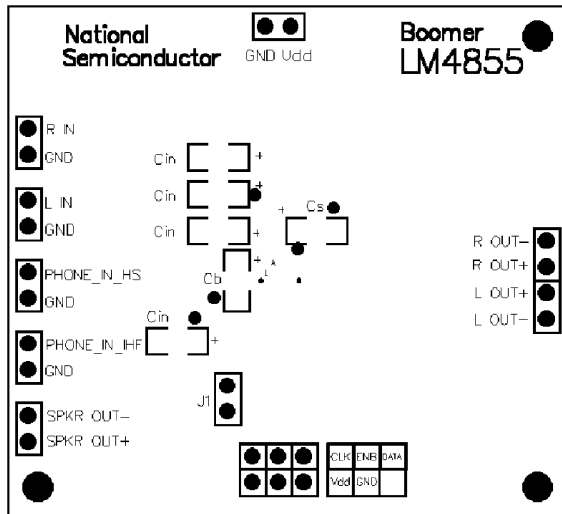 National
Semiconductor
GND Vdd
Boomer
LM4855
R IN
GND
L IN
GND
PHONE_IN_HS
GND
PHONE_IN_IHF
GND
SPKR OUT-
SPKR OUT+
Cin +
Cin +
Cin +
+ Cs
Cb +
Cin +
J1
R OUT-
R OUT+
L OUT+
L OUT-
CLK ENB DATA
Vdd GND